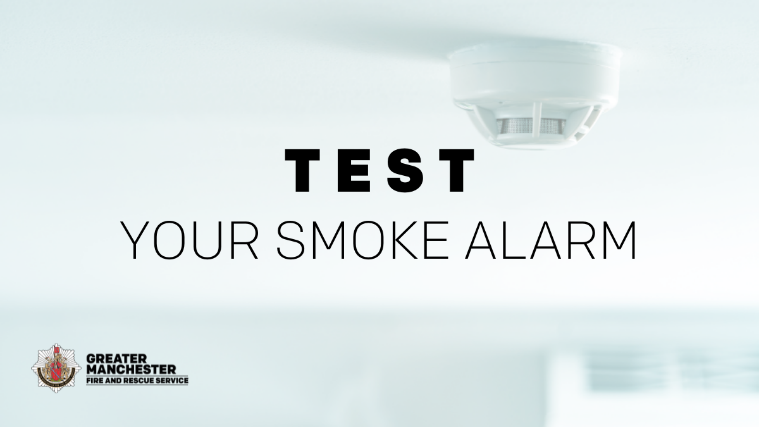 TEST
YOUR SMOKE ALARM
GREATER
MANCHESTER
FIRE AND RESCUE SERVICE